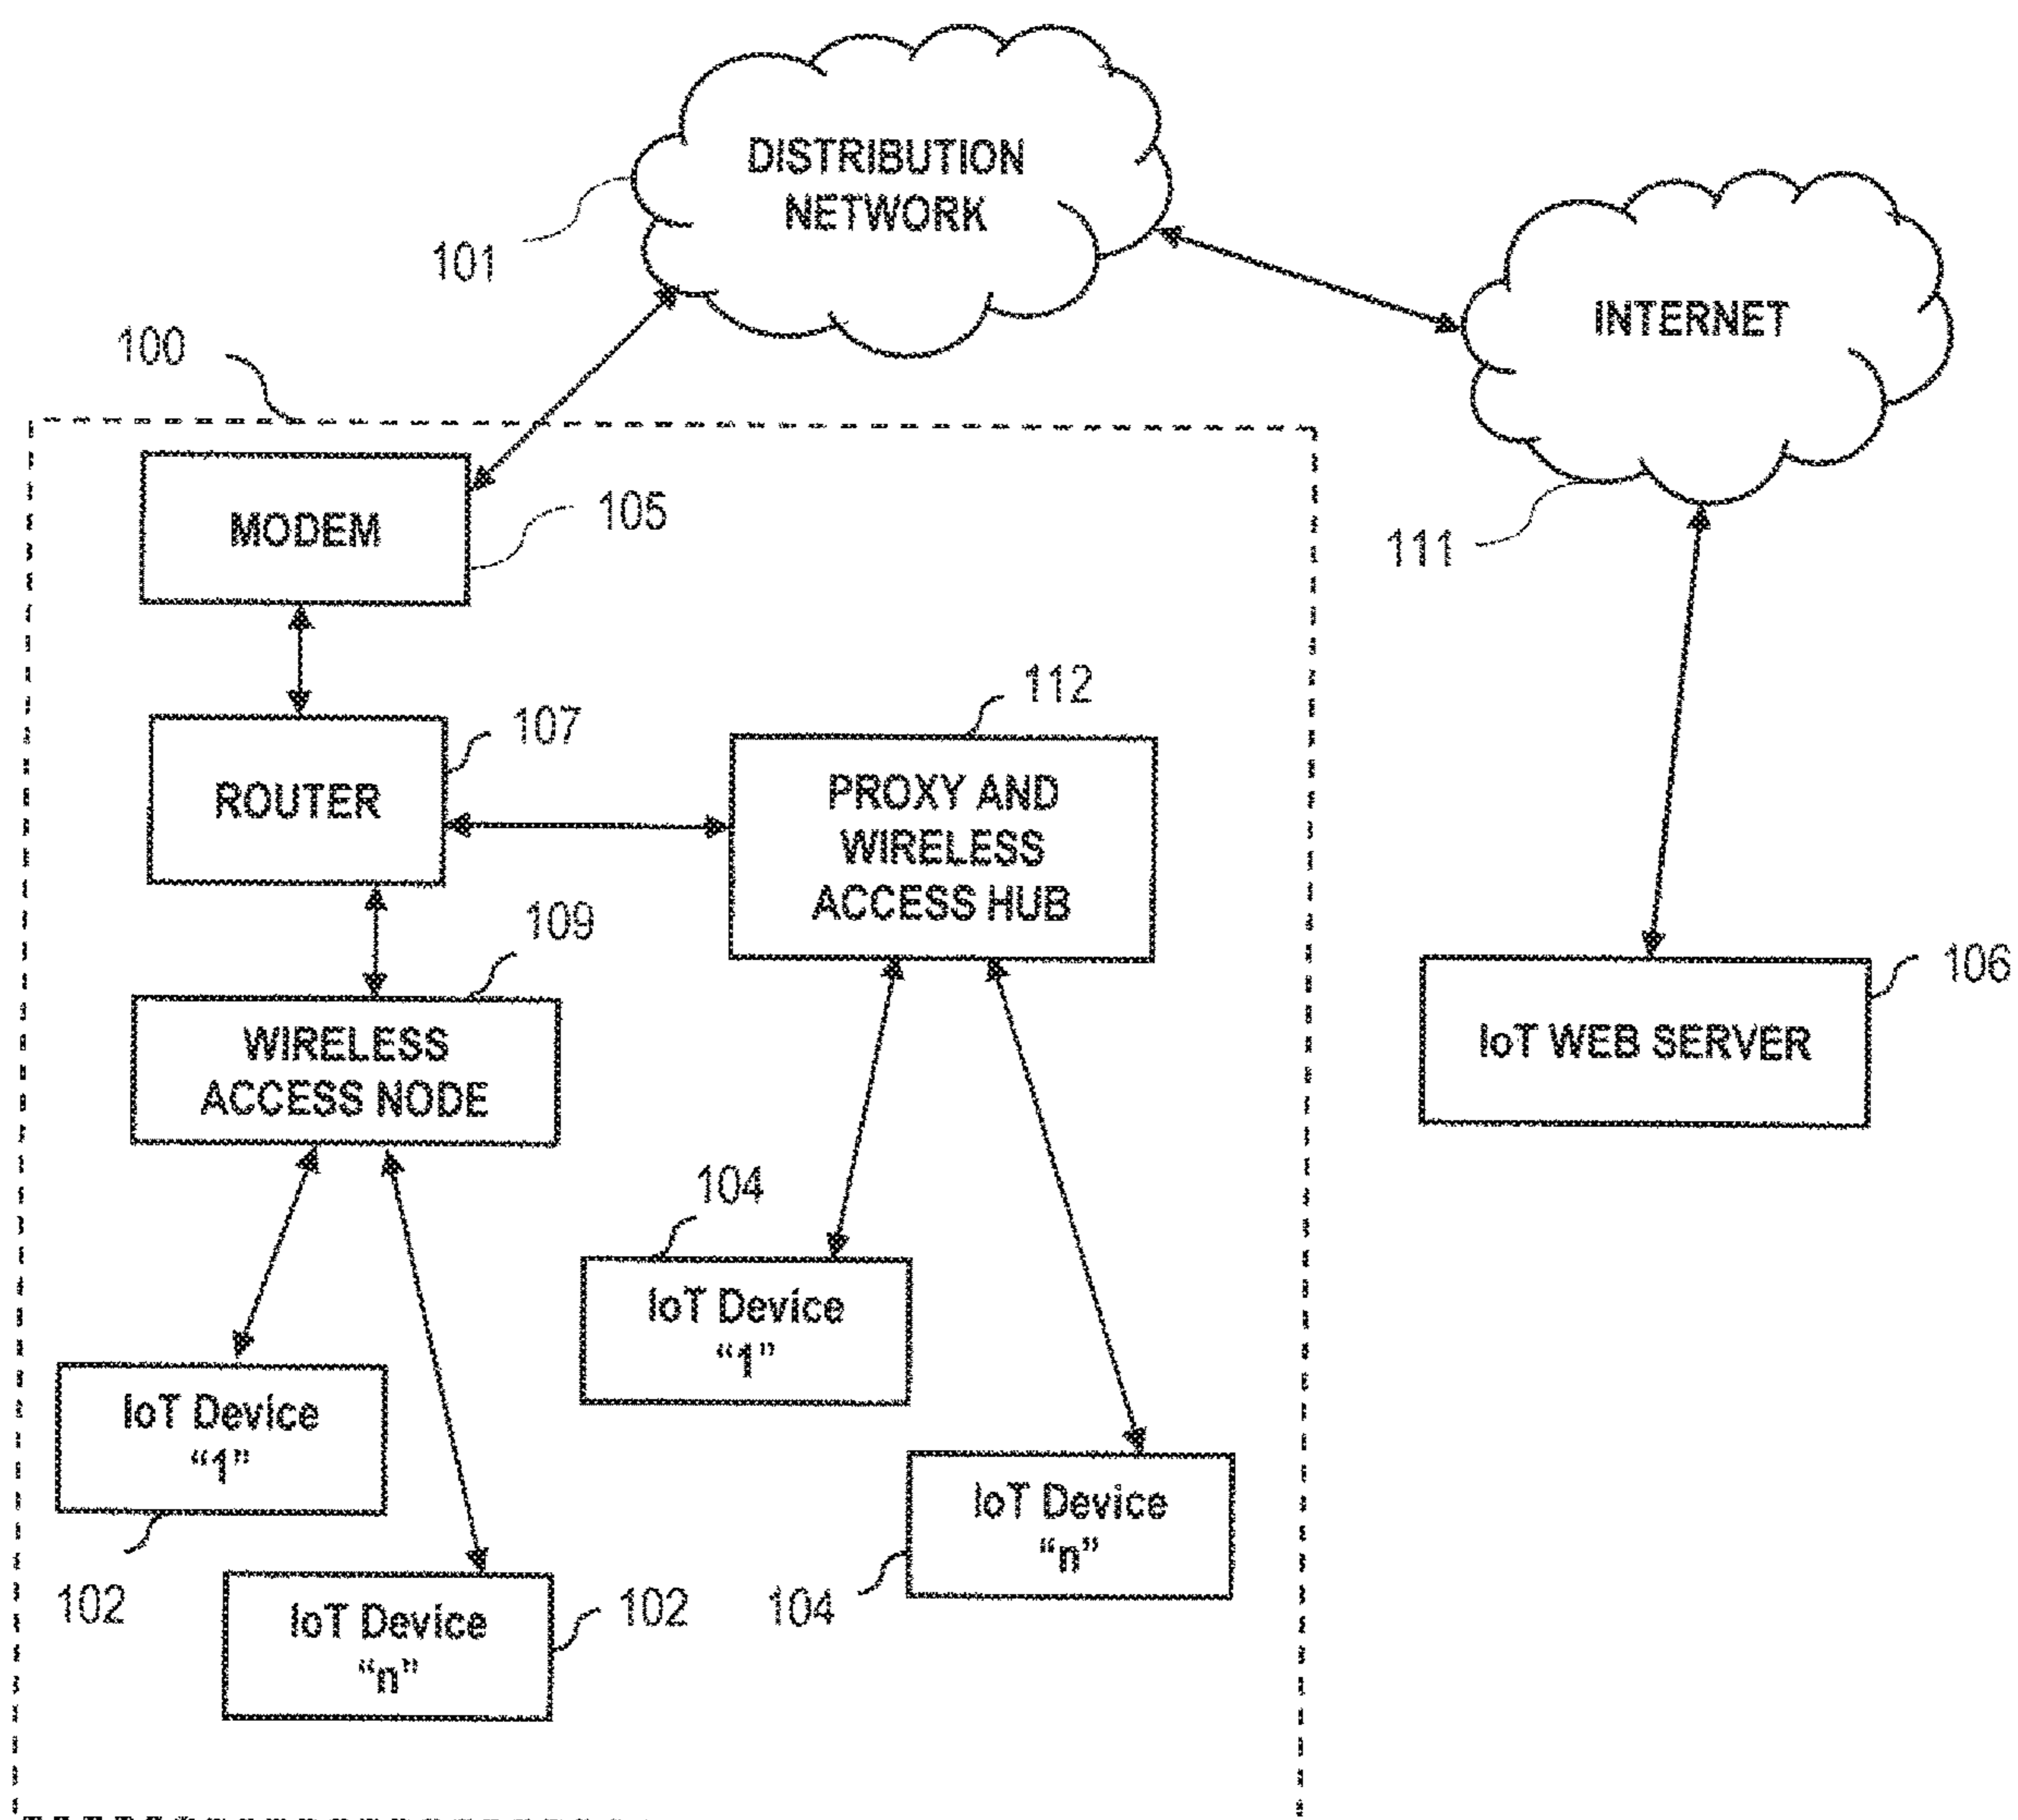 DISTRIBUTION
NETWORK
101
INTERNET
111
100
MODEM
105
ROUTER
107
112
PROXY AND
WIRELESS
ACCESS HUB
109
WIRELESS
ACCESS NODE
106
IoT WEB SERVER
104
IoT Device
“1”
IoT Device
“1”
102
IoT Device
“n”
104
IoT Device
“n”
102